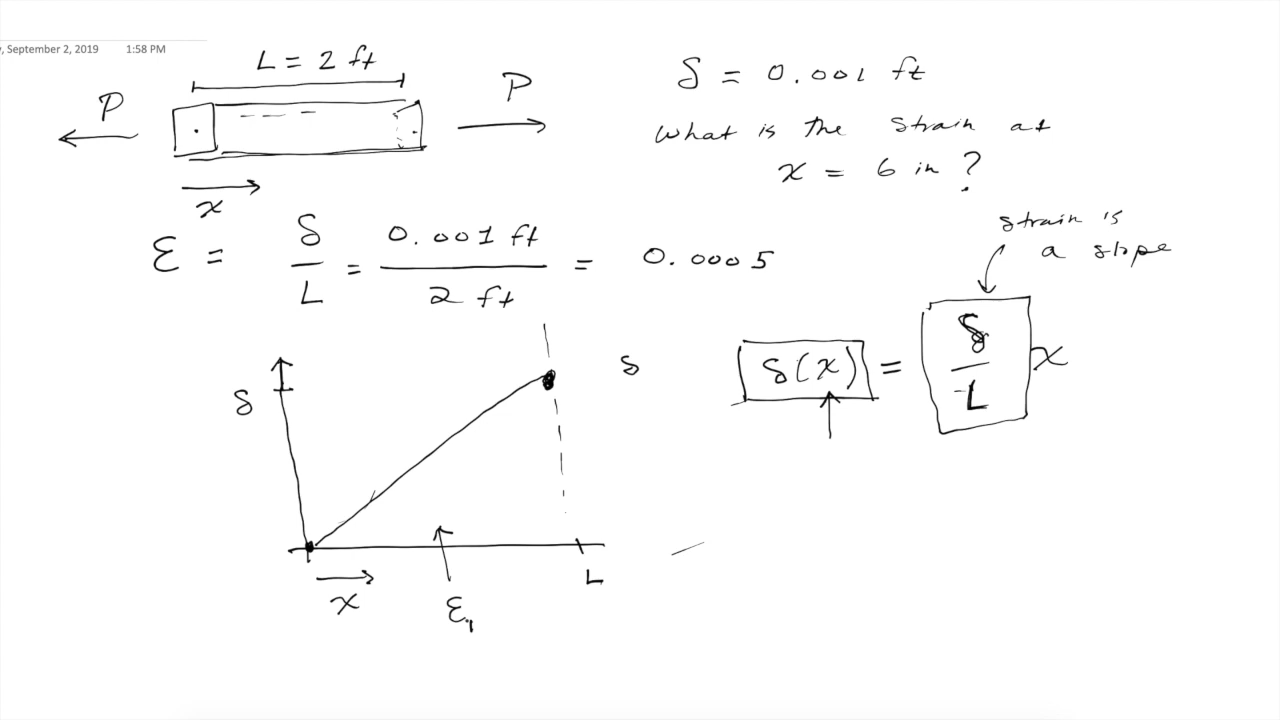 , September 2, 2019 1:58 PM
L = 2 ft
P
P
x
δ = 0.001 ft
what is the strain at
x = 6 in ?
ε = δ/L = 0.001 ft / 2 ft = 0.0005
strain is
a slope
δ(x) = δ/L x
δ
δ
x
ε,
L